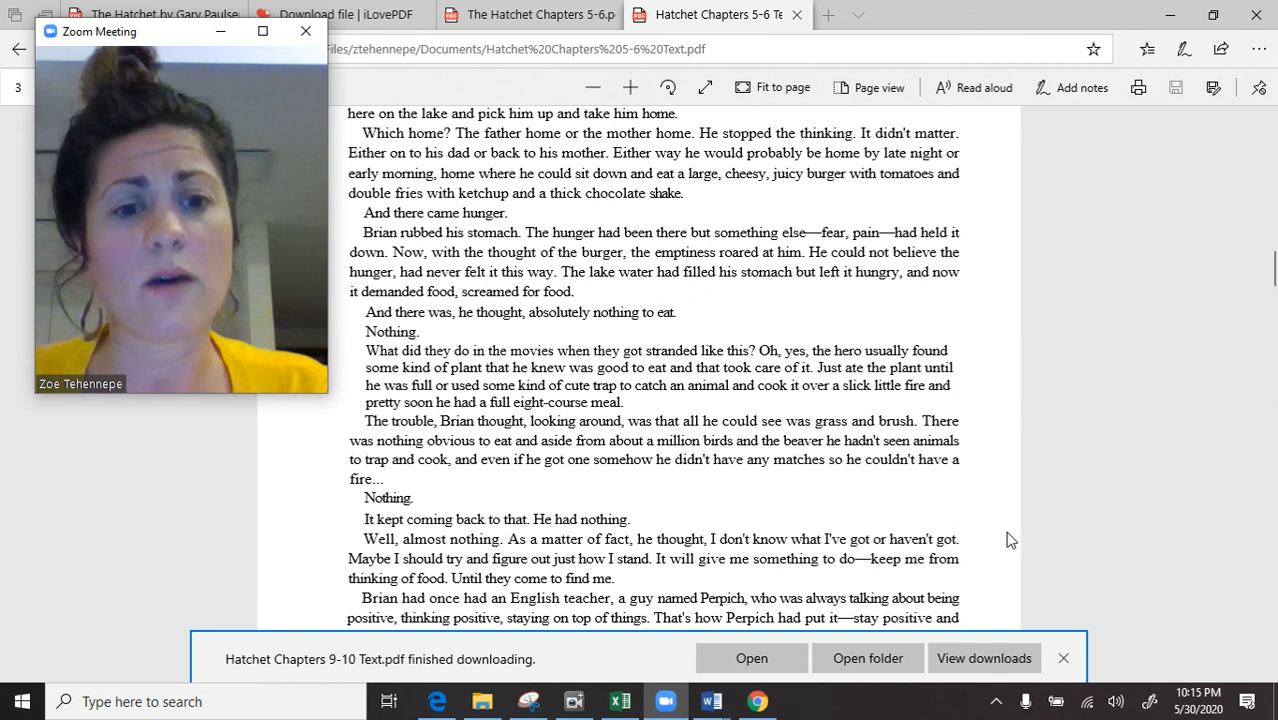 The Hatchet by Gary Paulse
Download file | iLovePDF
The Hatchet Chapters 5-6.p
Hatchet Chapters 5-6 Te
Zoom Meeting
Files/ztehennepe/Documents/Hatchet%20Chapters%205-6%20Text.pdf
3
Fit to page
Page view
Read aloud
Add notes
here on the lake and pick him up and take him home.
Which home? The father home or the mother home. He stopped the thinking. It didn't matter.
Either on to his dad or back to his mother. Either way he would probably be home by late night or
early morning, home where he could sit down and eat a large, cheesy, juicy burger with tomatoes and
double fries with ketchup and a thick chocolate shake.
And there came hunger.
Brian rubbed his stomach. The hunger had been there but something else—fear, pain—had held it
down. Now, with the thought of the burger, the emptiness roared at him. He could not believe the
hunger, had never felt it this way. The lake water had filled his stomach but left it hungry, and now
it demanded food, screamed for food.
And there was, he thought, absolutely nothing to eat.
Nothing.
What did they do in the movies when they got stranded like this? Oh, yes, the hero usually found
some kind of plant that he knew was good to eat and that took care of it. Just ate the plant until
he was full or used some kind of cute trap to catch an animal and cook it over a slick little fire and
pretty soon he had a full eight-course meal.
The trouble, Brian thought, looking around, was that all he could see was grass and brush. There
was nothing obvious to eat and aside from about a million birds and the beaver he hadn't seen animals
to trap and cook, and even if he got one somehow he didn't have any matches so he couldn't have a
fire...
Nothing.
It kept coming back to that. He had nothing.
Well, almost nothing. As a matter of fact, he thought, I don't know what I've got or haven't got.
Maybe I should try and figure out just how I stand. It will give me something to do—keep me from
thinking of food. Until they come to find me.
Brian had once had an English teacher, a guy named Perpich, who was always talking about being
positive, thinking positive, staying on top of things. That's how Perpich had put it—stay positive and
Zoe Tehennepe
Hatchet Chapters 9-10 Text.pdf finished downloading.
Open
Open folder
View downloads
Type here to search
10:15 PM
5/30/2020